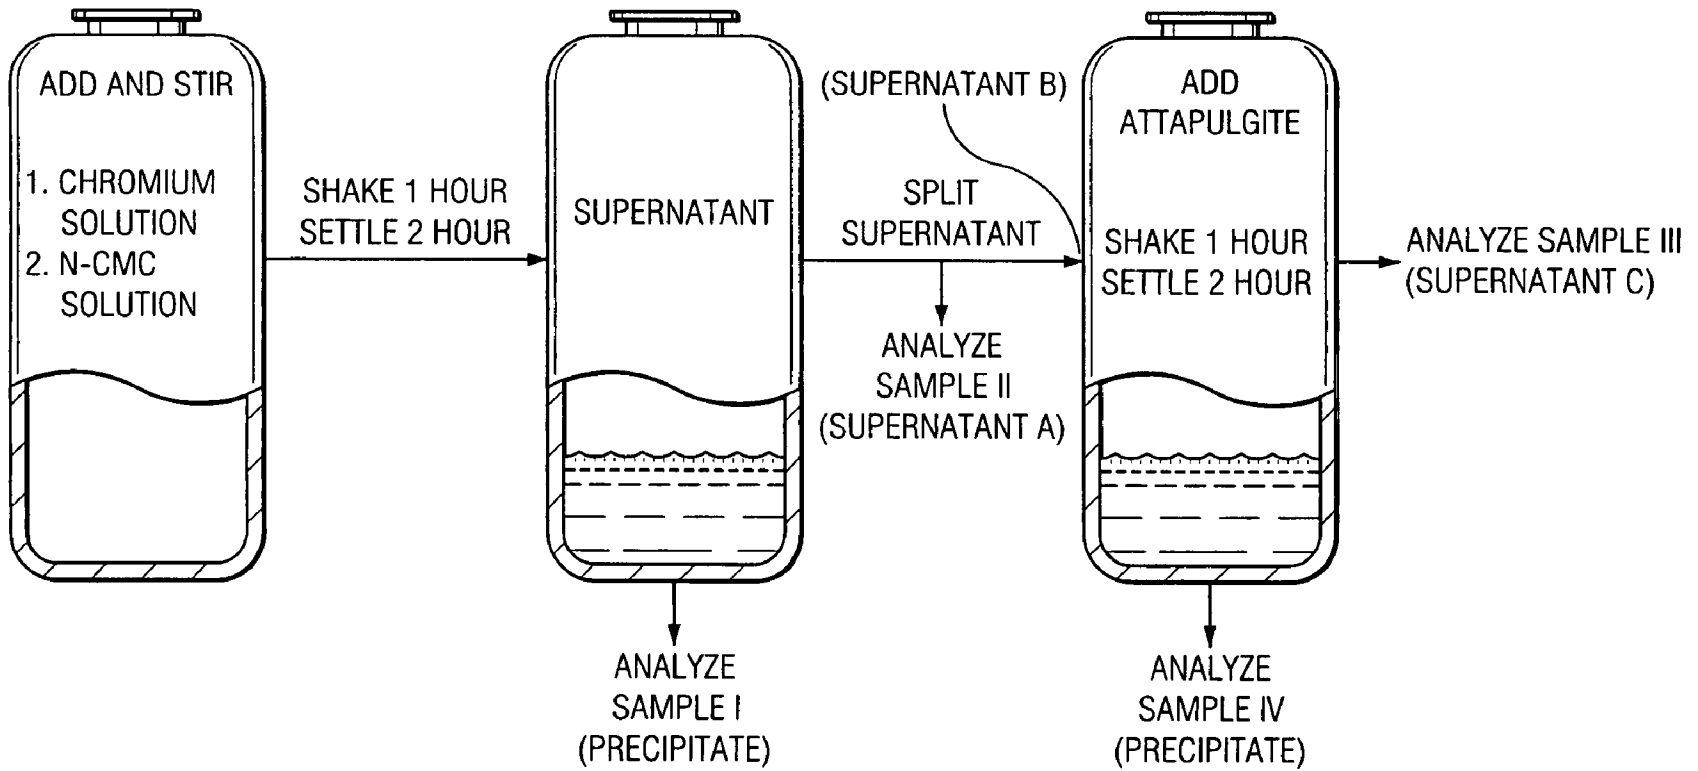 ADD AND STIR
1. CHROMIUM
SOLUTION
2. N-CMC
SOLUTION
SHAKE 1 HOUR
SETTLE 2 HOUR
SUPERNATANT
ANALYZE
SAMPLE I
(PRECIPITATE)
(SUPERNATANT B)
SPLIT
SUPERNATANT
ANALYZE
SAMPLE II
(SUPERNATANT A)
ADD
ATTAPULGITE
SHAKE 1 HOUR
SETTLE 2 HOUR
ANALYZE
SAMPLE IV
(PRECIPITATE)
ANALYZE SAMPLE III
(SUPERNATANT C)